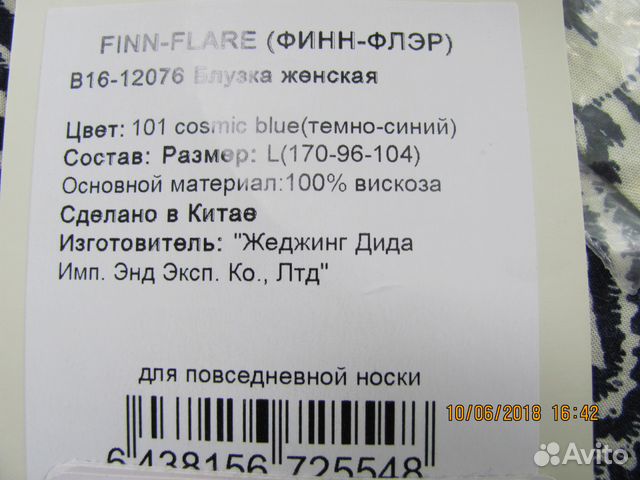 FINN-FLARE (ФИНН-ФЛЭР)
B16-12076 Блузка женская
Цвет: 101 cosmic blue(темно-синий)
Состав: Размер: L(170-96-104)
Основной материал:100% вискоза
Сделано в Китае
Изготовитель: "Жеджинг Дида
Имп. Энд Эксп. Ко., Лтд"
для повседневной носки
6 438156 725548
10/06/2018 16:42
Avito